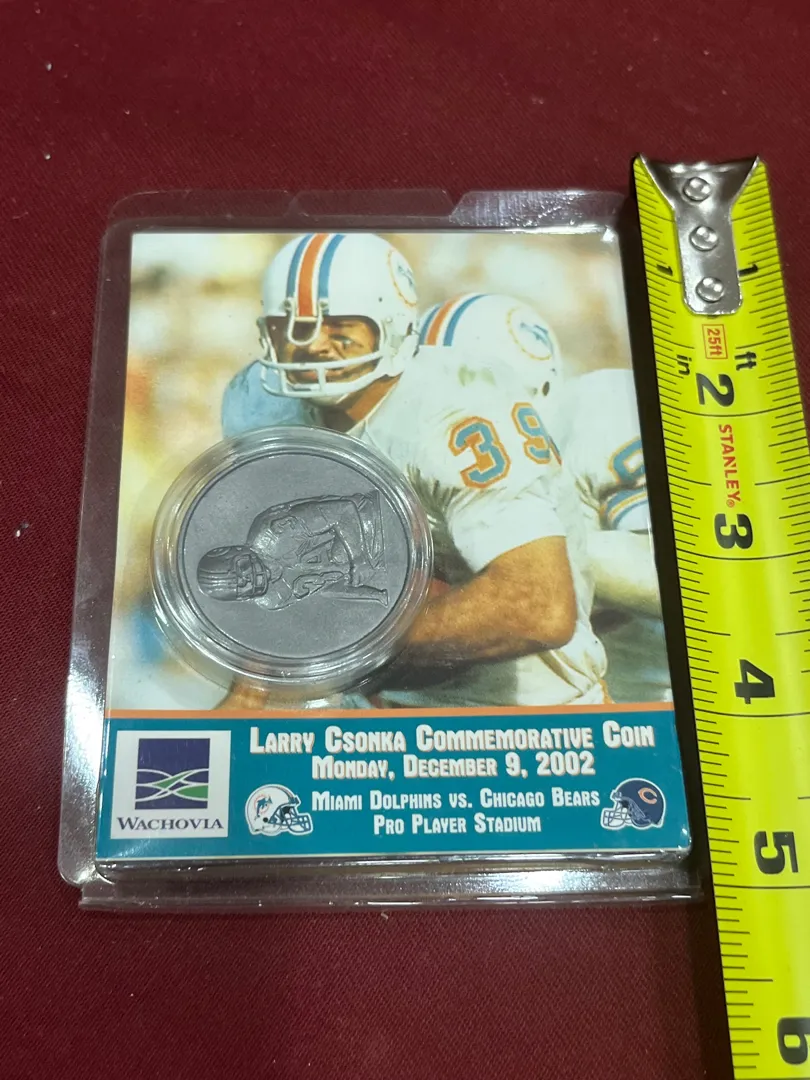 39
LARRY CSONKA COMMEMORATIVE COIN
MONDAY, DECEMBER 9, 2002
MIAMI DOLPHINS VS. CHICAGO BEARS
PRO PLAYER STADIUM
WACHOVIA
C
1 1
25ft
in ft
2
STANLEY®
3
4
5
6